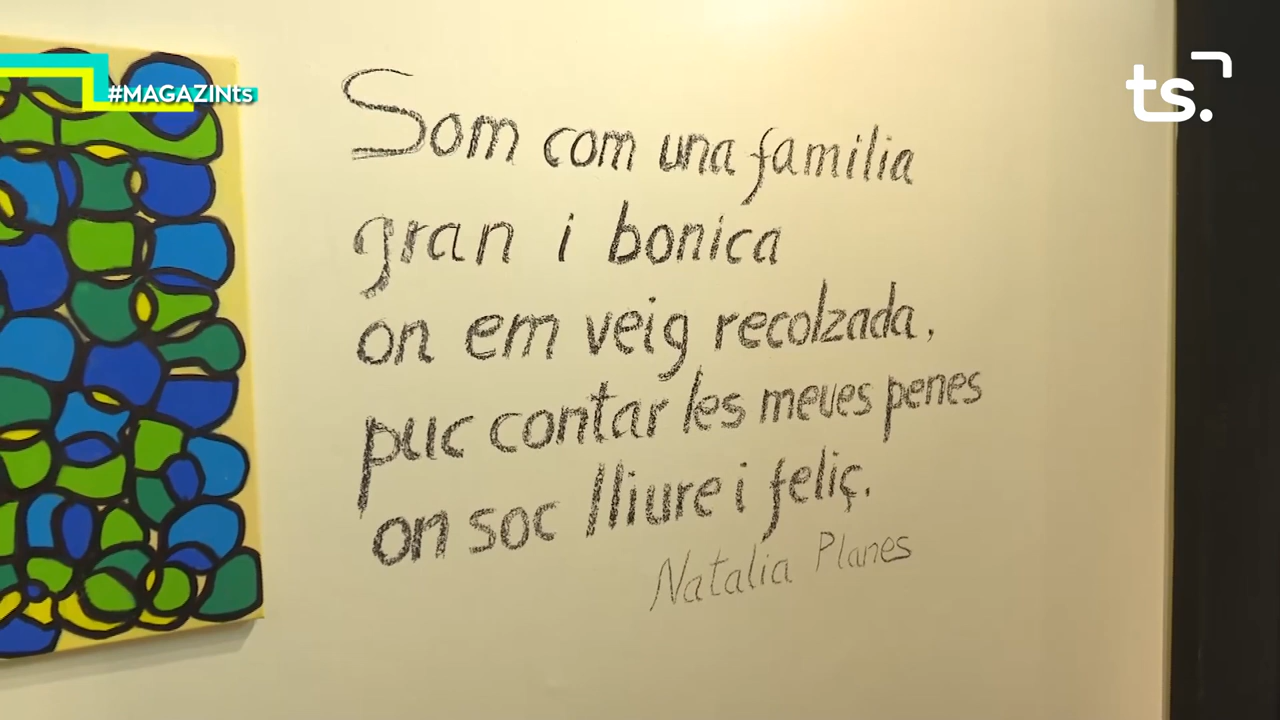 #MAGAZINts
ts.
Som com una familia
gran i bonica
on em veig recolzada,
puc contar les meues penes
on soc lliure i feliç.
Natalia Planes